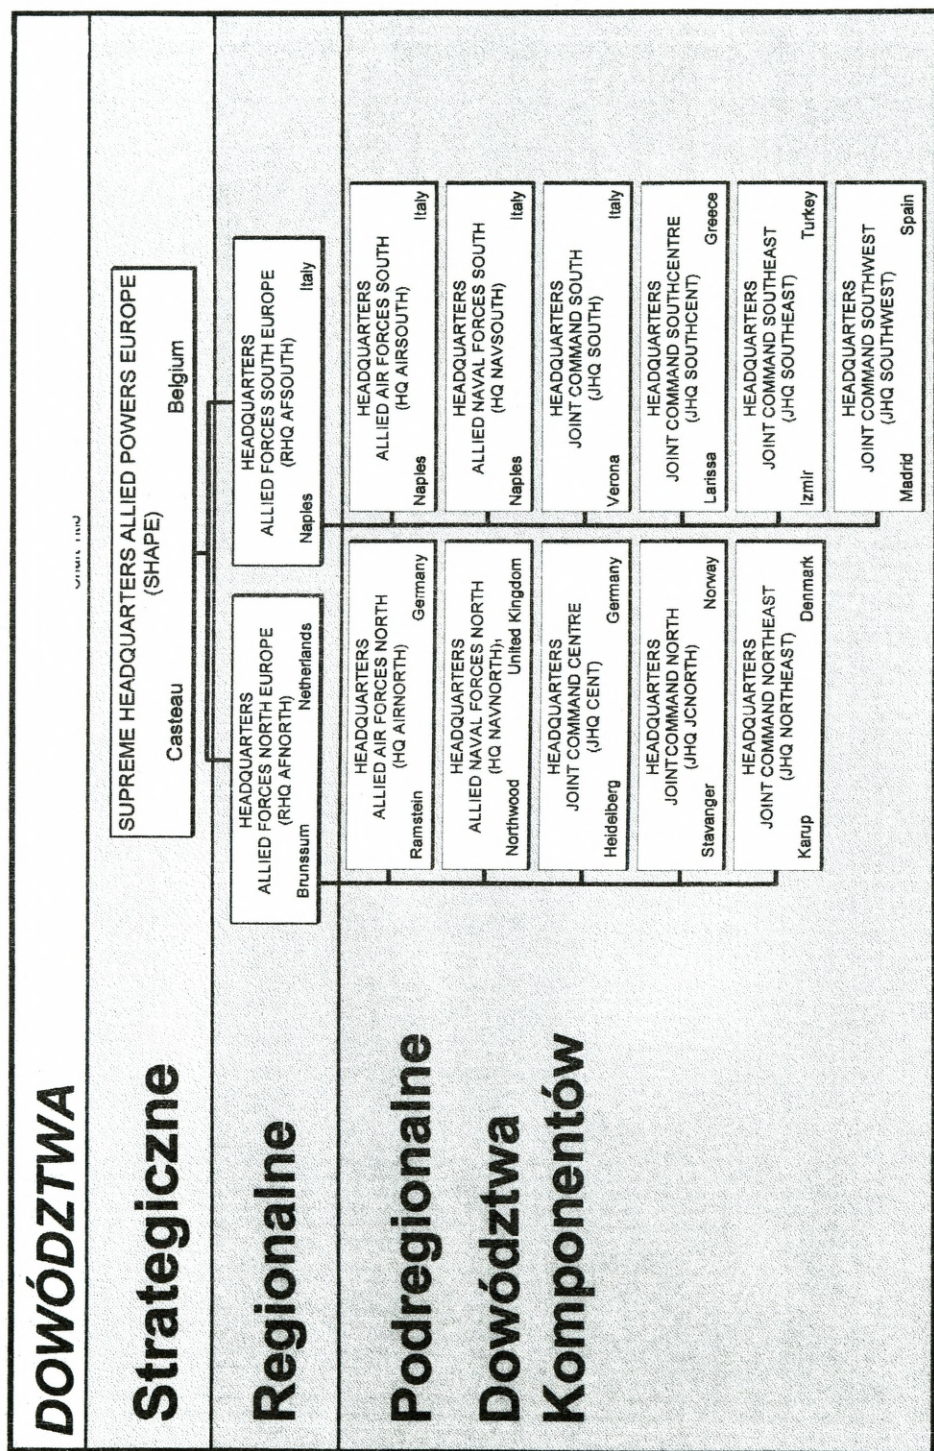 DOWÓDZTWA
Strategiczne
SUPREME HEADQUARTERS ALLIED POWERS EUROPE
(SHAPE)
Casteau Belgium
Regionalne
HEADQUARTERS
ALLIED FORCES NORTH EUROPE
(RHQ AFNORTH)
Brunssum Netherlands
HEADQUARTERS
ALLIED FORCES SOUTH EUROPE
(RHQ AFSOUTH)
Naples Italy
Podregionalne
Dowództwa
Komponentów
HEADQUARTERS
ALLIED AIR FORCES NORTH
(HQ AIRNORTH)
Ramstein Germany
HEADQUARTERS
ALLIED NAVAL FORCES NORTH
(HQ NAVNORTH)
Northwood United Kingdom
HEADQUARTERS
JOINT COMMAND CENTRE
(JHQ CENT)
Heidelberg Germany
HEADQUARTERS
JOINTCOMMAND NORTH
(JHQ JCNORTH)
Stavanger Norway
HEADQUARTERS
JOINT COMMAND NORTHEAST
(JHQ NORTHEAST)
Karup Denmark
HEADQUARTERS
ALLIED AIR FORCES SOUTH
(HQ AIRSOUTH)
Naples Italy
HEADQUARTERS
ALLIED NAVAL FORCES SOUTH
(HQ NAVSOUTH)
Naples Italy
HEADQUARTERS
JOINT COMMAND SOUTH
(JHQ SOUTH)
Verona Italy
HEADQUARTERS
JOINT COMMAND SOUTHCENTRE
(JHQ SOUTHCENT)
Larissa Greece
HEADQUARTERS
JOINT COMMAND SOUTHEAST
(JHQ SOUTHEAST)
Izmir Turkey
HEADQUARTERS
JOINT COMMAND SOUTHWEST
(JHQ SOUTHWEST)
Madrid Spain